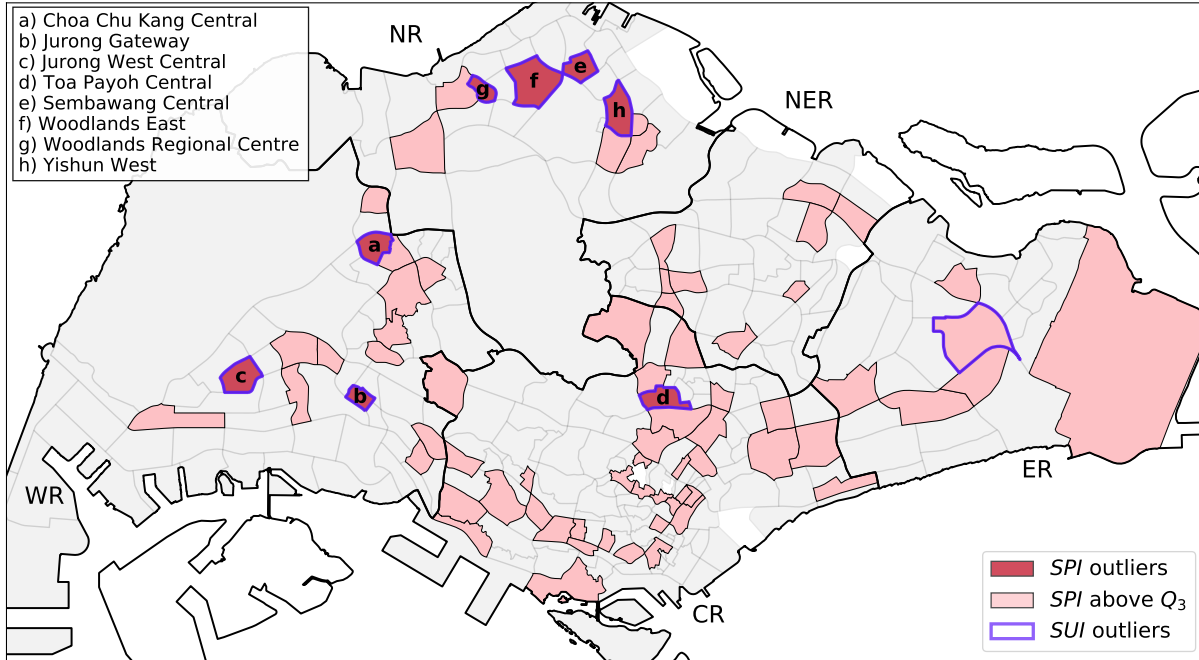 a) Choa Chu Kang Central
b) Jurong Gateway
c) Jurong West Central
d) Toa Payoh Central
e) Sembawang Central
f) Woodlands East
g) Woodlands Regional Centre
h) Yishun West
NR
NER
e
f
g
h
a
c
b
d
WR
ER
CR
SPI outliers
SPI above Q3
SUI outliers